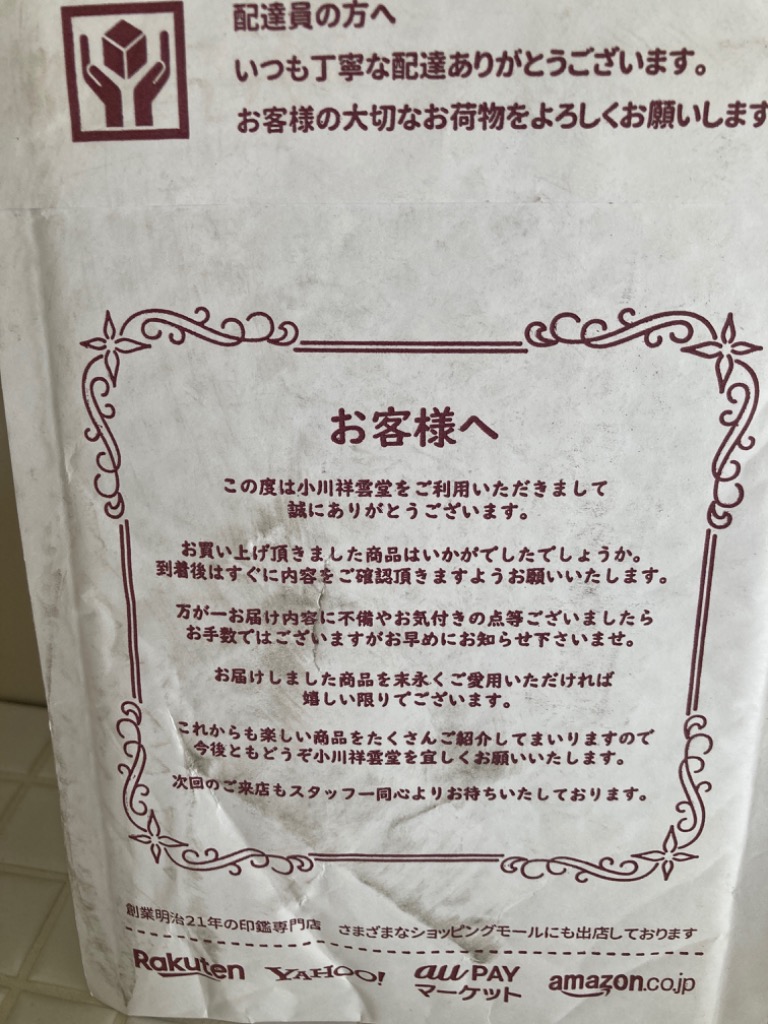 配達員の方へ
いつも丁寧な配達ありがとうございます。
お客様の大切なお荷物をよろしくお願いします
お客様へ
この度は小川祥雲堂をご利用いただきまして
誠にありがとうございます。
お買い上げ頂きました商品はいかがでしたでしょうか。
到着後はすぐに内容をご確認頂きますようお願いいたします。
万が一お届け内容に不備やお気付きの点等ございましたら
お手数ではございますがお早めにお知らせ下さいませ。
お届けしました商品を末永くご愛用いただければ
嬉しい限りでございます。
これからも楽しい商品をたくさんご紹介してまいりますので
今後ともどうぞ小川祥雲堂を宜しくお願いいたします。
次回のご来店もスタッフ一同心よりお待ちいたしております。
創業明治21年の印鑑専門店 さまざまなショッピングモールにも出店しております
Rakuten YAHOO! au PAY マーケット amazon.co.jp